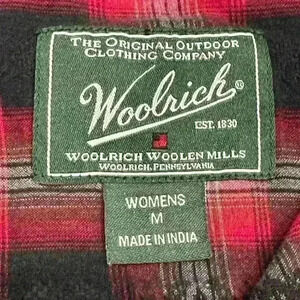 THE ORIGINAL OUTDOOR
CLOTHING COMPANY
Woolrich®
EST. 1830
WOOLRICH WOOLEN MILLS
WOOLRICH, PENNSYLVANIA
WOMENS
M
MADE IN INDIA